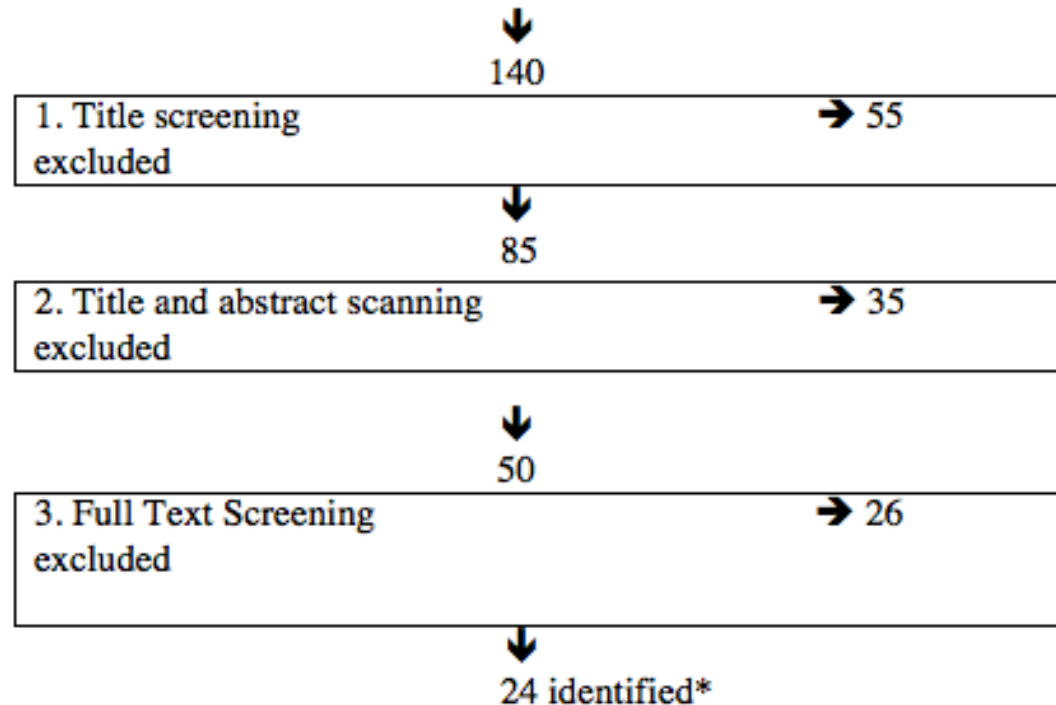 ↓
140
1. Title screening → 55
excluded
↓
85
2. Title and abstract scanning → 35
excluded
↓
50
3. Full Text Screening → 26
excluded
↓
24 identified*